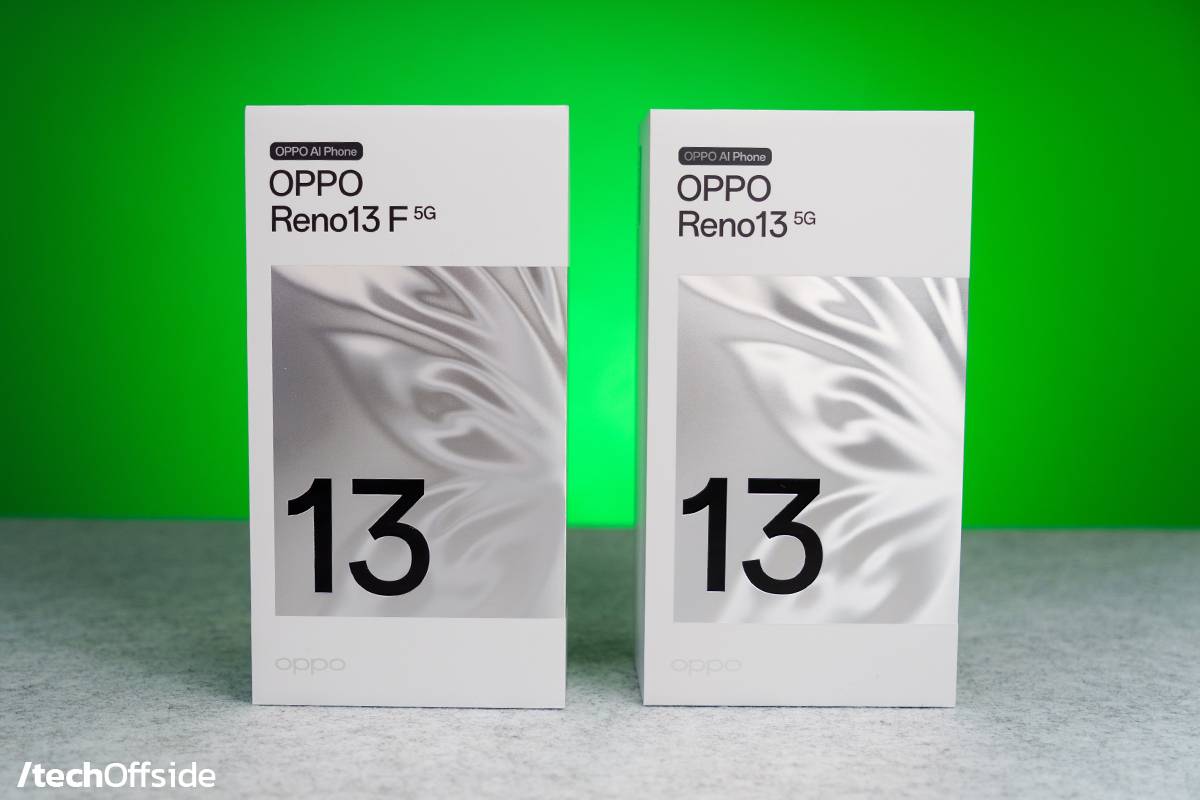 OPPO AI Phone
OPPO
Reno13 F 5G
13
oppo
OPPO AI Phone
OPPO
Reno13 5G
13
oppo
/techOffside